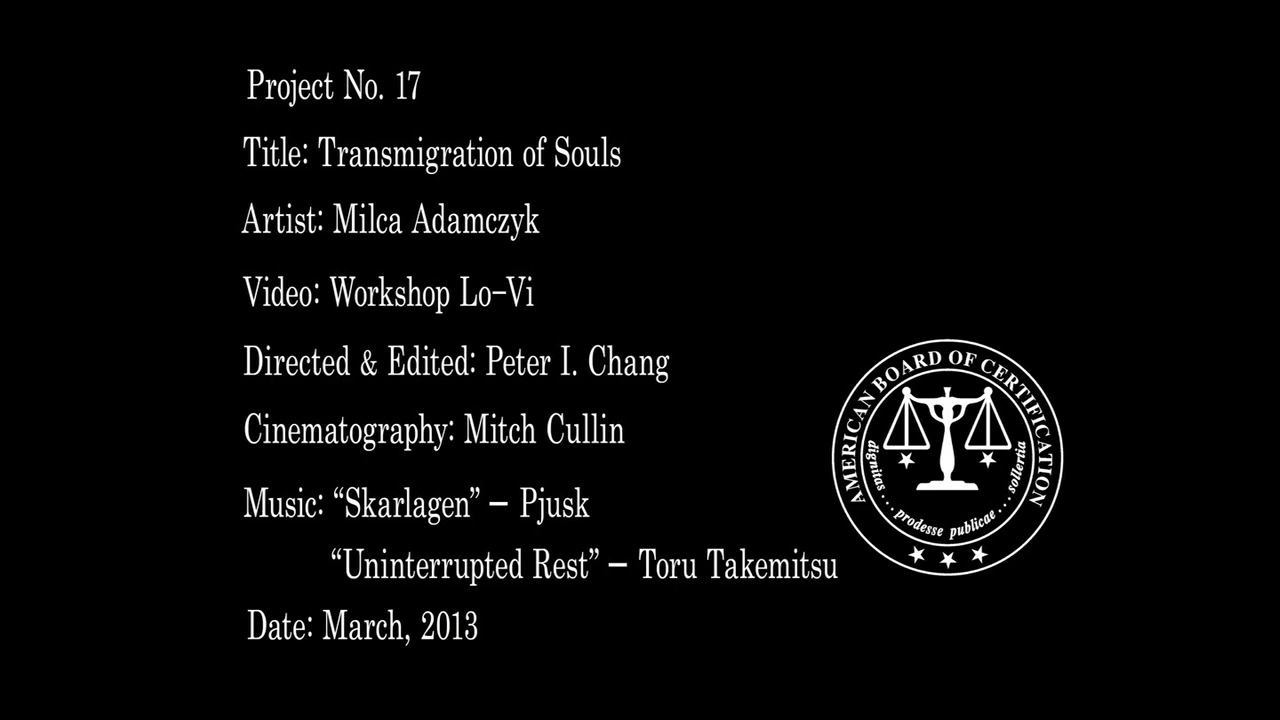 Project No. 17
Title: Transmigration of Souls
Artist: Milca Adamczyk
Video: Workshop Lo-Vi
Directed & Edited: Peter I. Chang
Cinematography: Mitch Cullin
Music: “Skarlagen” – Pjusk
“Uninterrupted Rest” – Toru Takemitsu
Date: March, 2013
AMERICAN BOARD OF CERTIFICATION
dignitas . . . prodesse publicae . . . sollertia